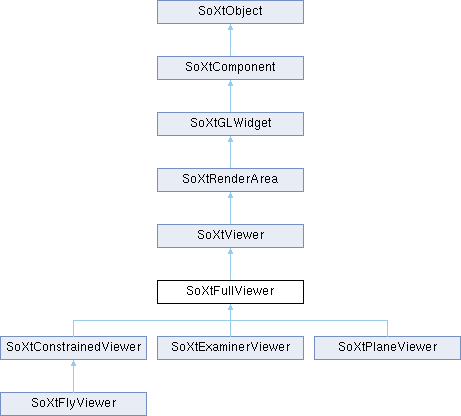 SoXtObject
SoXtComponent
SoXtGLWidget
SoXtRenderArea
SoXtViewer
SoXtFullViewer
SoXtConstrainedViewer
SoXtExaminerViewer
SoXtPlaneViewer
SoXtFlyViewer